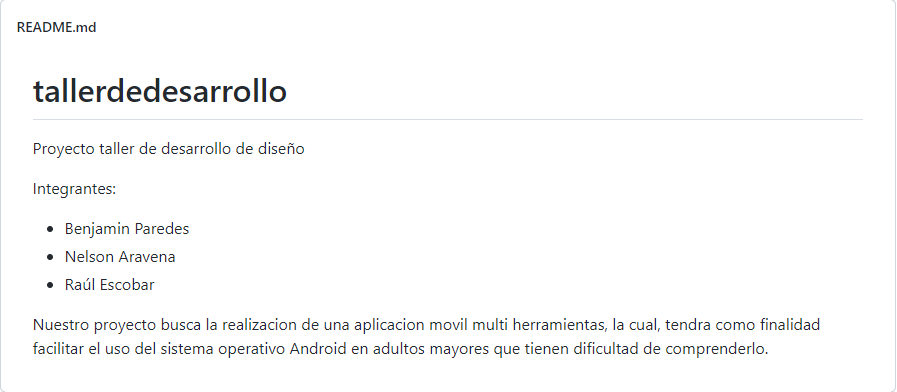 README.md
tallerdedesarrollo
Proyecto taller de desarrollo de diseño
Integrantes:
Benjamin Paredes
Nelson Aravena
Raúl Escobar
Nuestro proyecto busca la realizacion de una aplicacion movil multi herramientas, la cual, tendra como finalidad
facilitar el uso del sistema operativo Android en adultos mayores que tienen dificultad de comprenderlo.